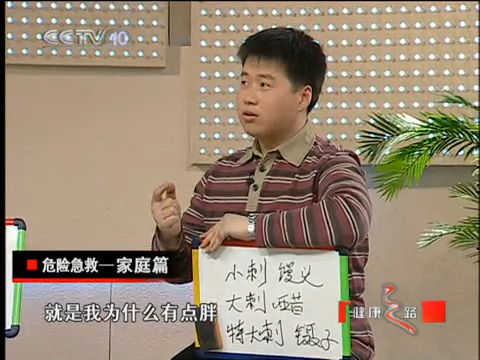 CCTV 10
小刺 馒义
大刺 醋
特大刺 镊子
危险急救—家庭篇
健康之路
就是我为什么有点胖